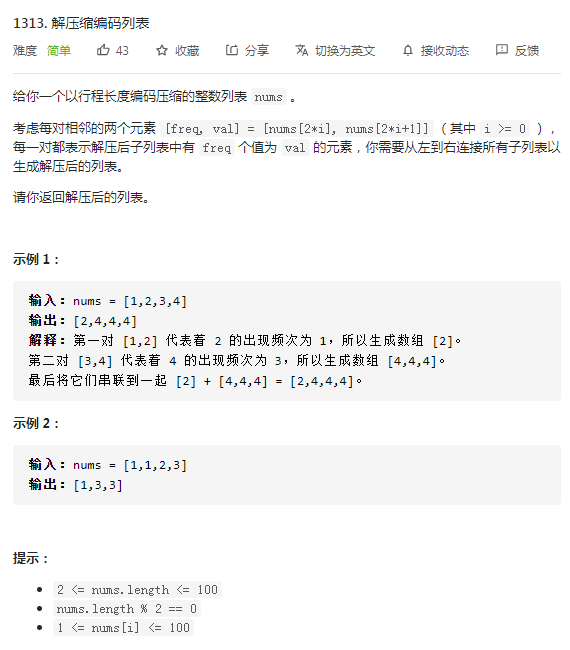 1313. 解压缩编码列表
难度 简单 43 收藏 分享 切换为英文 接收动态 反馈
给你一个以行程长度编码压缩的整数列表 nums 。
考虑每对相邻的两个元素 [freq, val] = [nums[2*i], nums[2*i+1]] （其中 i >= 0 ），
每一对都表示解压后子列表中有 freq 个值为 val 的元素，你需要从左到右连接所有子列表以
生成解压后的列表。
请你返回解压后的列表。
示例 1：
输入：nums = [1,2,3,4]
输出：[2,4,4,4]
解释：第一对 [1,2] 代表着 2 的出现频次为 1，所以生成数组 [2]。
第二对 [3,4] 代表着 4 的出现频次为 3，所以生成数组 [4,4,4]。
最后将它们串联到一起 [2] + [4,4,4] = [2,4,4,4]。
示例 2：
输入：nums = [1,1,2,3]
输出：[1,3,3]
提示：
2 <= nums.length <= 100
nums.length % 2 == 0
1 <= nums[i] <= 100